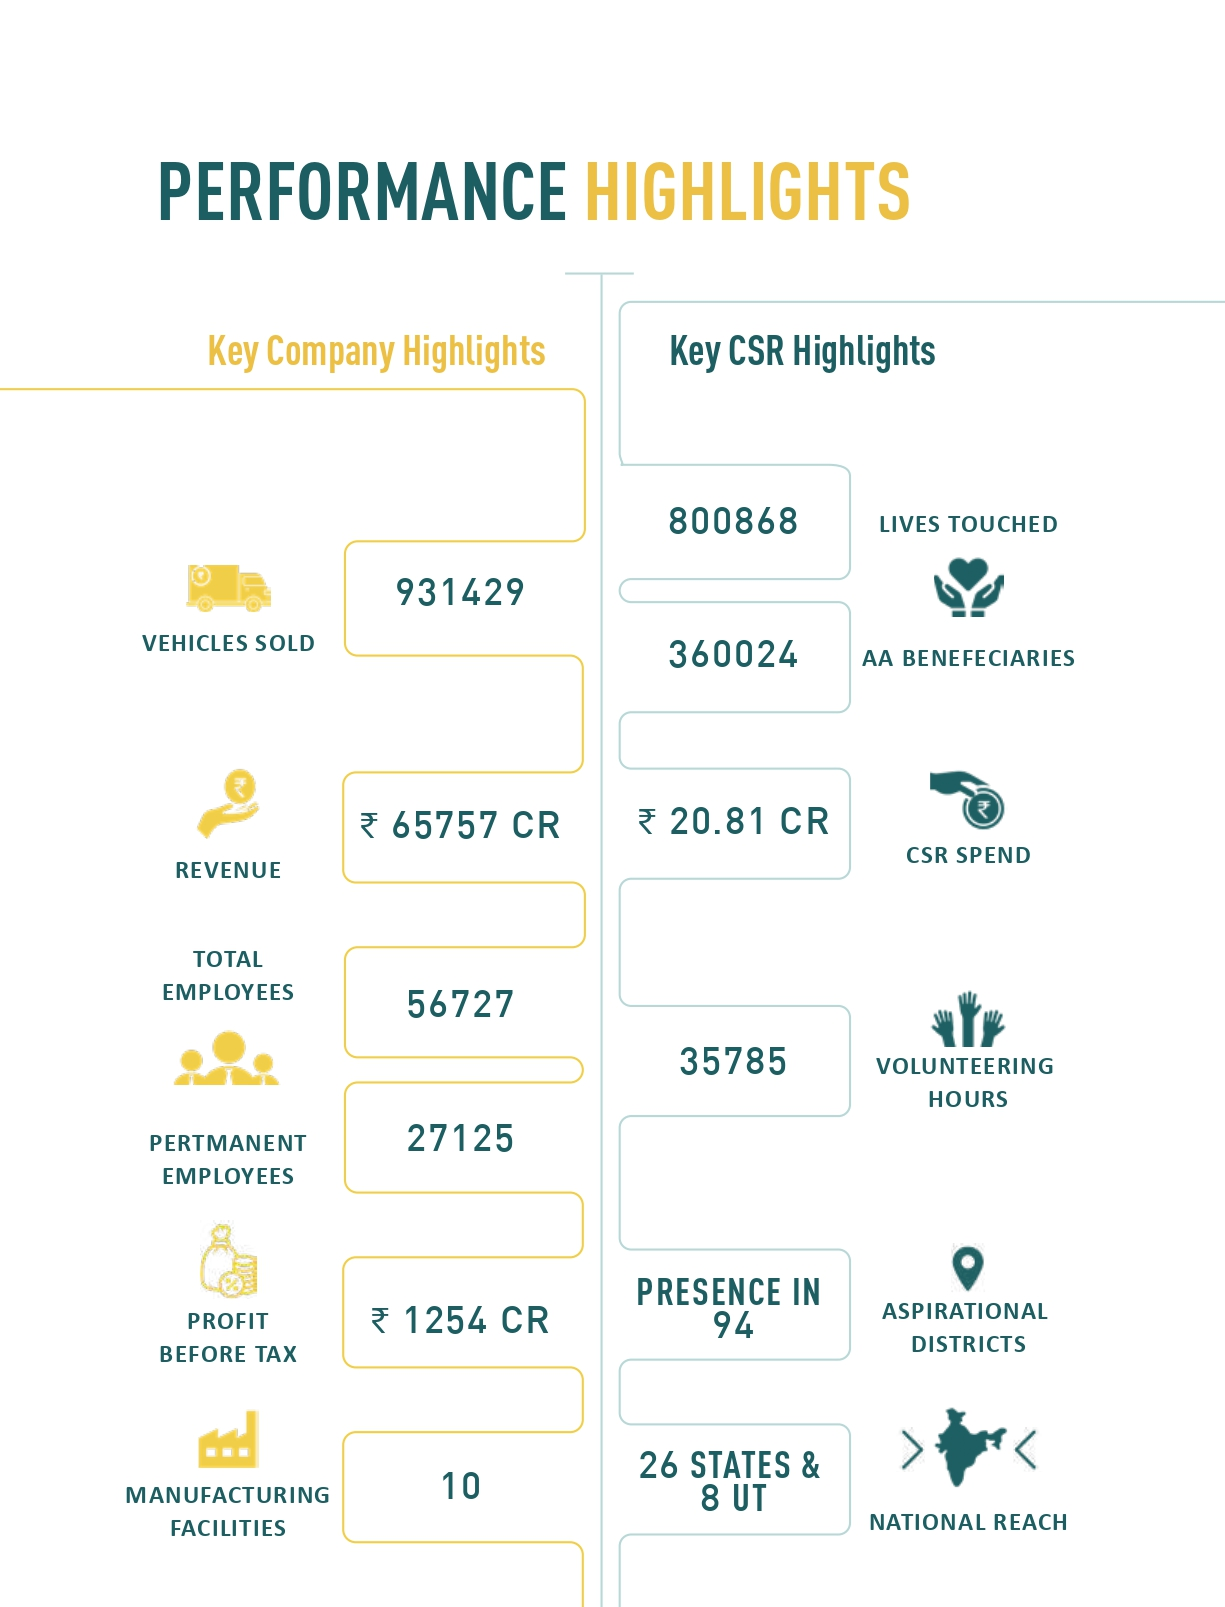 PERFORMANCE HIGHLIGHTS
Key Company Highlights
931429
VEHICLES SOLD
₹ 65757 CR
REVENUE
TOTAL
EMPLOYEES
56727
27125
PERTMANENT
EMPLOYEES
₹ 1254 CR
PROFIT
BEFORE TAX
10
MANUFACTURING
FACILITIES
Key CSR Highlights
800868
LIVES TOUCHED
360024
AA BENEFECIARIES
₹ 20.81 CR
CSR SPEND
35785
VOLUNTEERING
HOURS
PRESENCE IN
94
ASPIRATIONAL
DISTRICTS
26 STATES &
8 UT
NATIONAL REACH